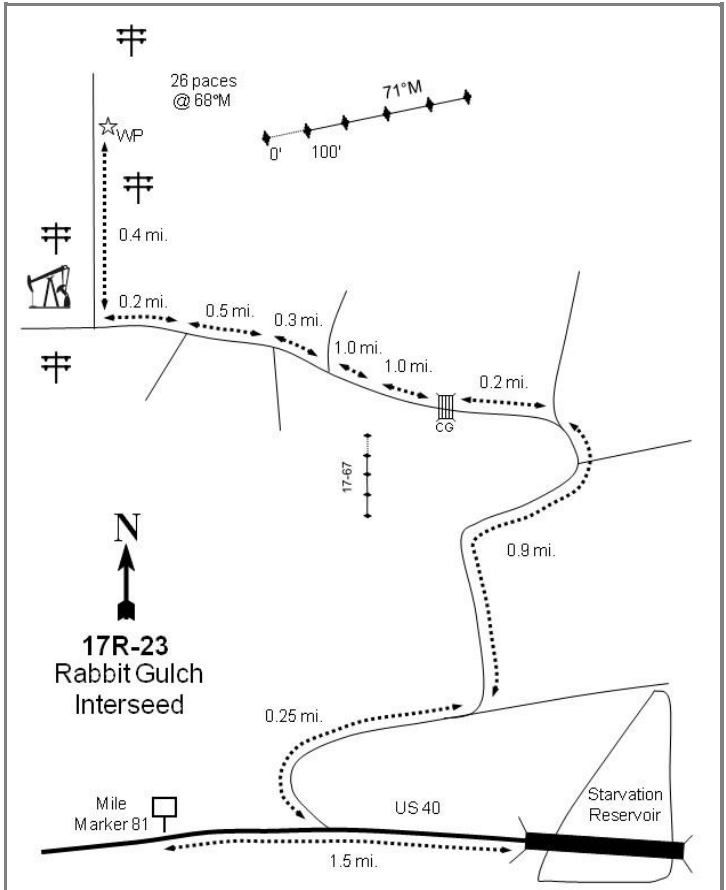 26 paces
@ 68°M
71°M
0'
100'
WP
0.4 mi.
0.2 mi.
0.5 mi.
0.3 mi.
1.0 mi.
1.0 mi.
0.2 mi.
CG
17-67
N
0.9 mi.
17R-23
Rabbit Gulch
Interseed
0.25 mi.
Mile
Marker 81
US 40
Starvation
Reservoir
1.5 mi.